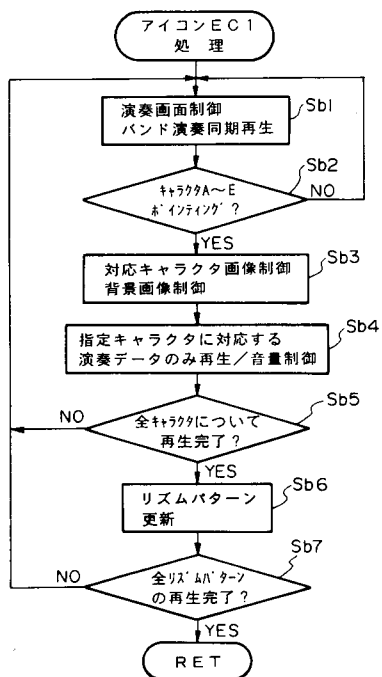 アイコンEC1
処理
演奏画面制御
バンド演奏同期再生
Sb1
Sb2
キャラクタA〜E
ポインティング?
NO
YES
対応キャラクタ画像制御
背景画像制御
Sb3
Sb4
指定キャラクタに対応する
演奏データのみ再生/音量制御
Sb5
NO
全キャラクタについて
再生完了?
YES
Sb6
リズムパターン
更新
Sb7
NO
全リズムパターン
の再生完了?
YES
RET